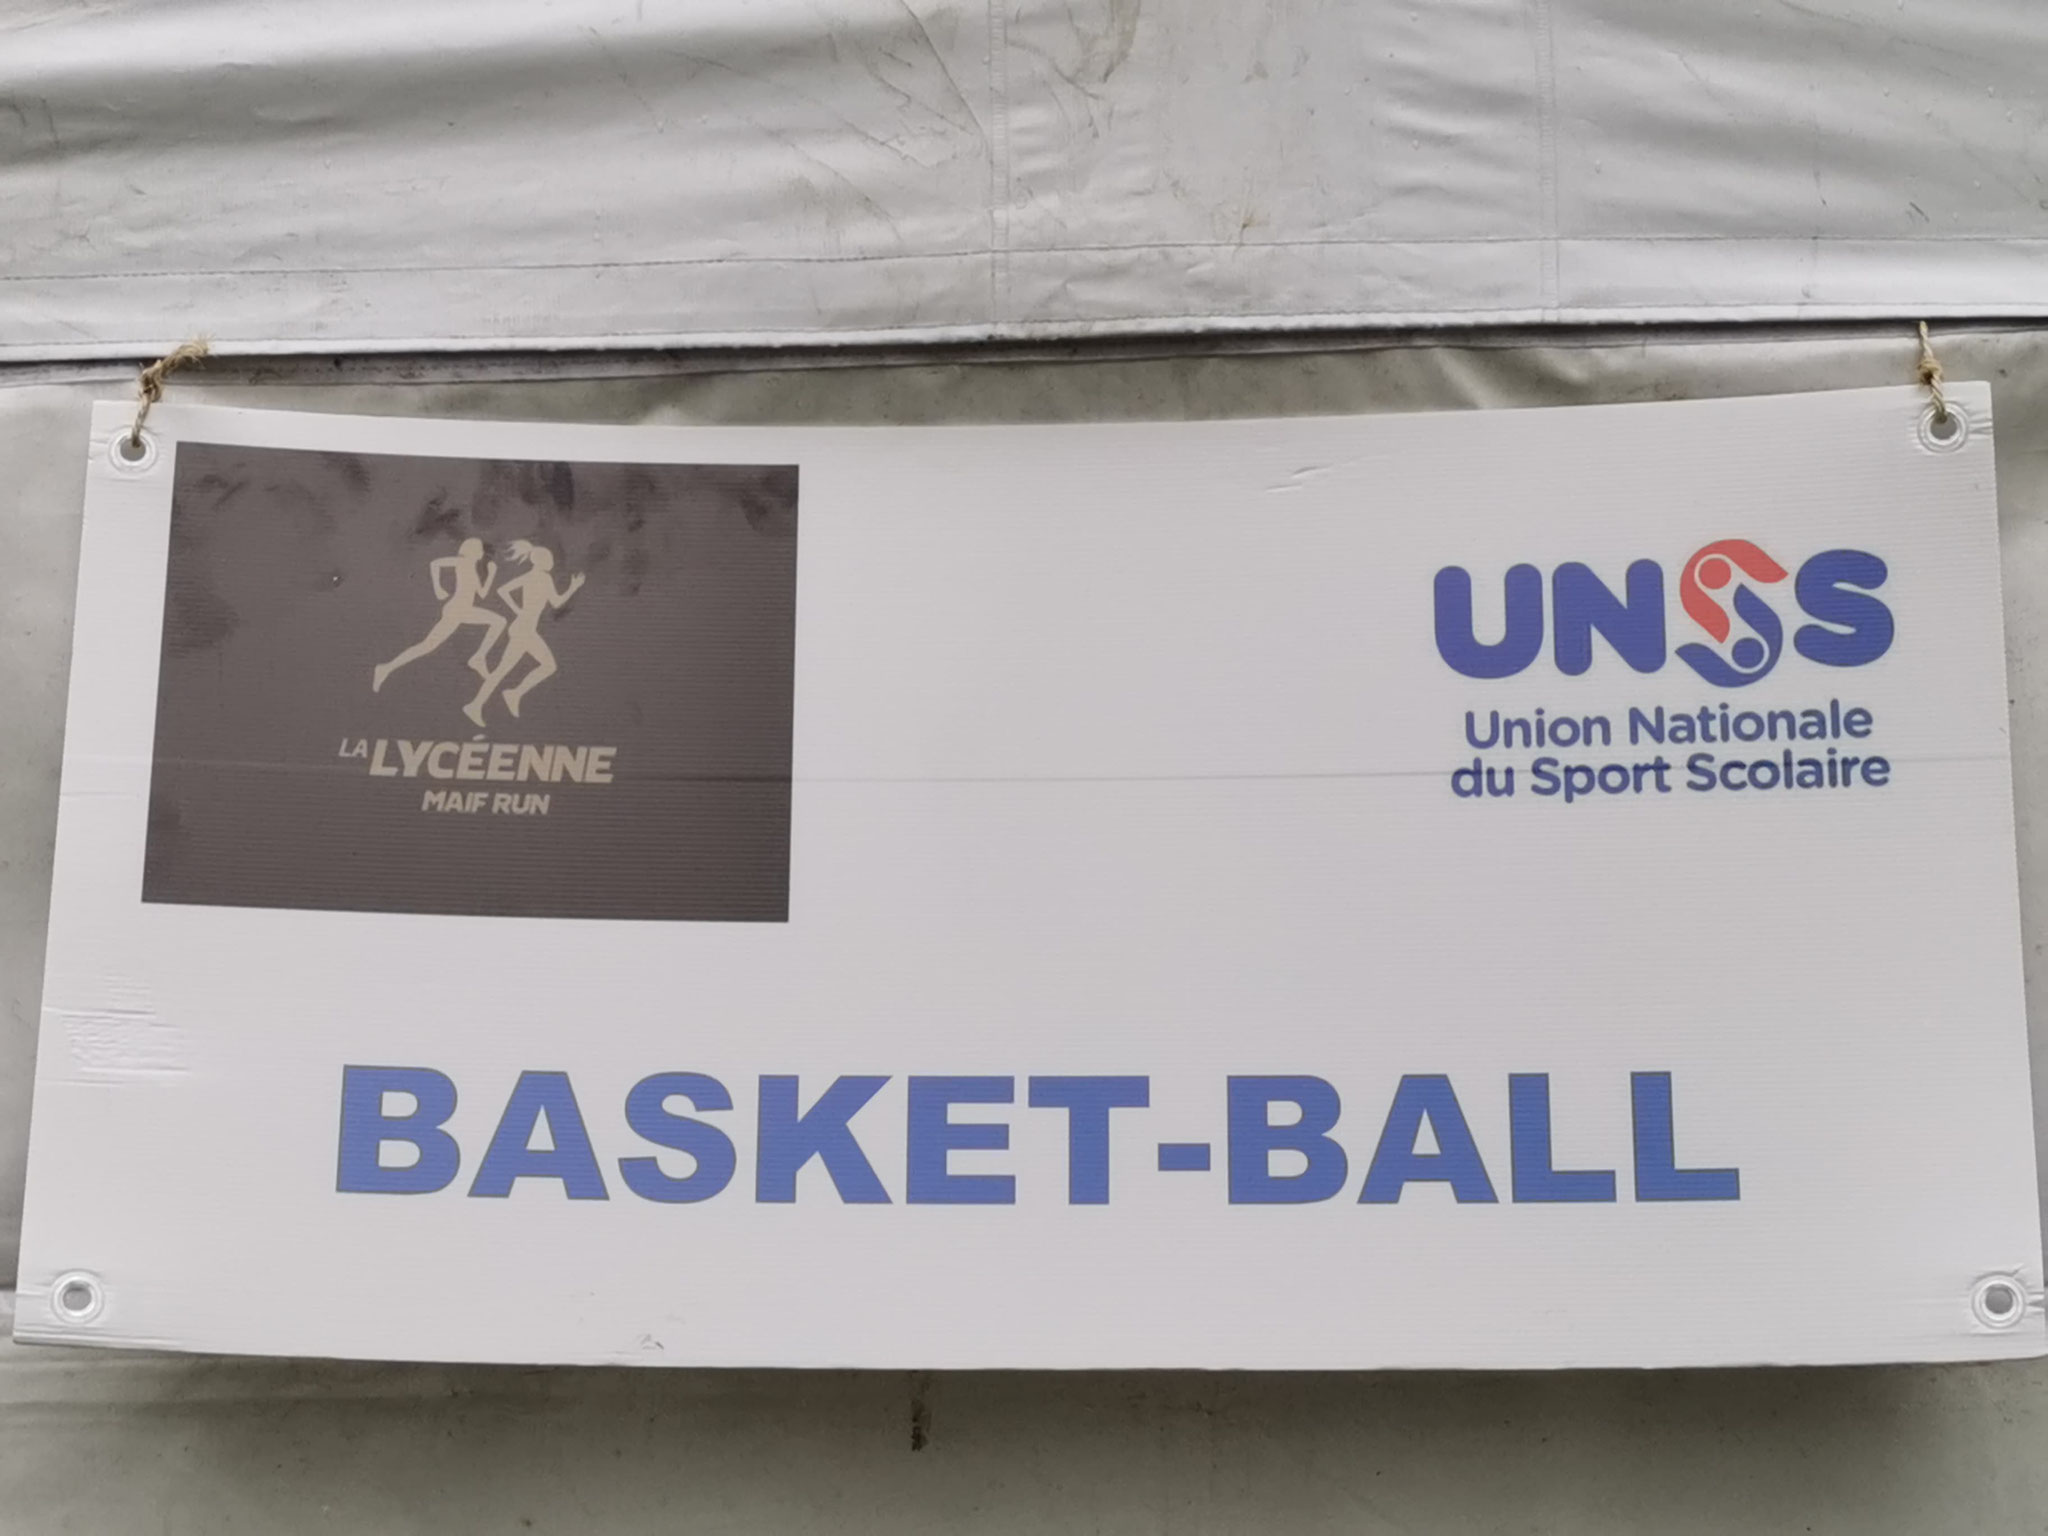 LA LYCÉENNE
MAIF RUN
UNSS
Union Nationale
du Sport Scolaire
BASKET-BALL